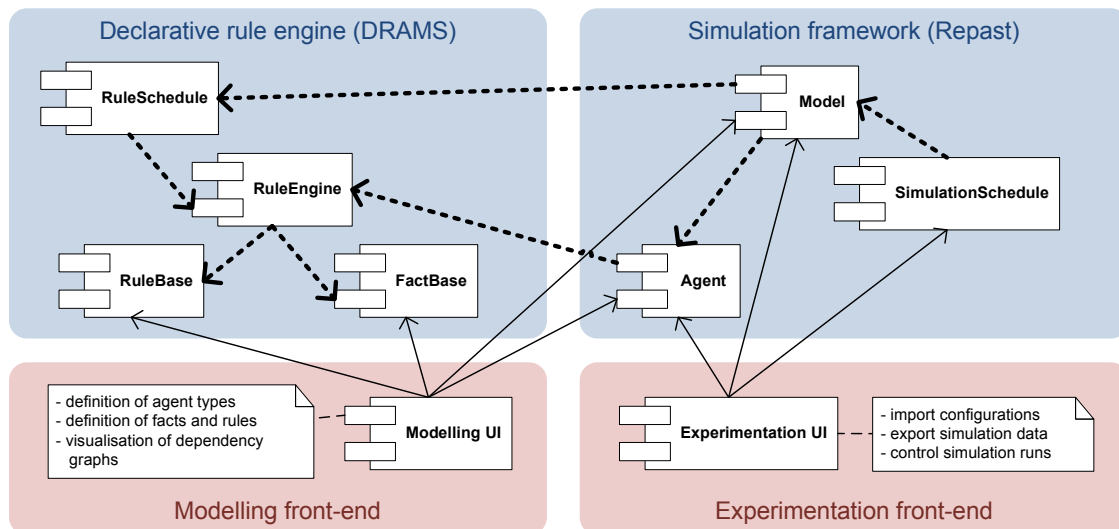 Declarative rule engine (DRAMS)
Simulation framework (Repast)
RuleSchedule
Model
RuleEngine
SimulationSchedule
RuleBase
FactBase
Agent
- definition of agent types
- definition of facts and rules
- visualisation of dependency
graphs
Modelling UI
Experimentation UI
- import configurations
- export simulation data
- control simulation runs
Modelling front-end
Experimentation front-end